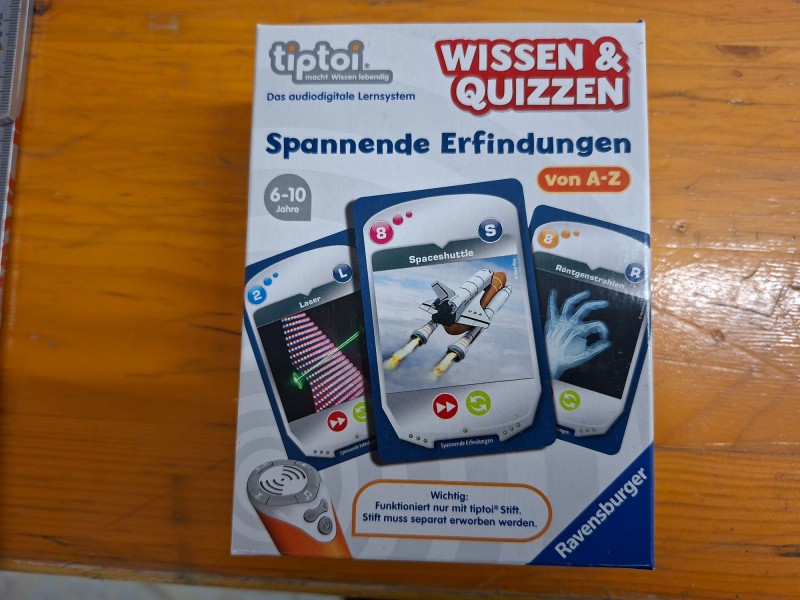 tiptoi®
macht Wissen lebendig
Das audiodigitale Lernsystem
WISSEN &
QUIZZEN
Spannende Erfindungen
von A-Z
6-10
Jahre
2
L
Laser
8
S
Spaceshuttle
USA
Spannende Erfindungen
8
R
Röntgenstrahlen
Wichtig:
Funktioniert nur mit tiptoi® Stift.
Stift muss separat erworben werden.
Ravensburger